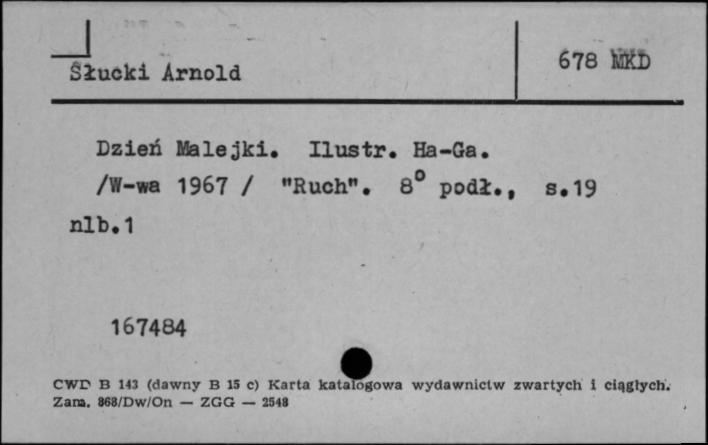 Słucki Arnold
678 MKD
Dzień Malejki. Ilustr. Ha-Ga.
/W-wa 1967 / "Ruch". 8° podł., s.19
nlb.1
167484
CWD B 143 (dawny B 15 c) Karta katalogowa wydawnictw zwartych i ciągłych.
Zam. 868/Dw/On — ZGG — 2548